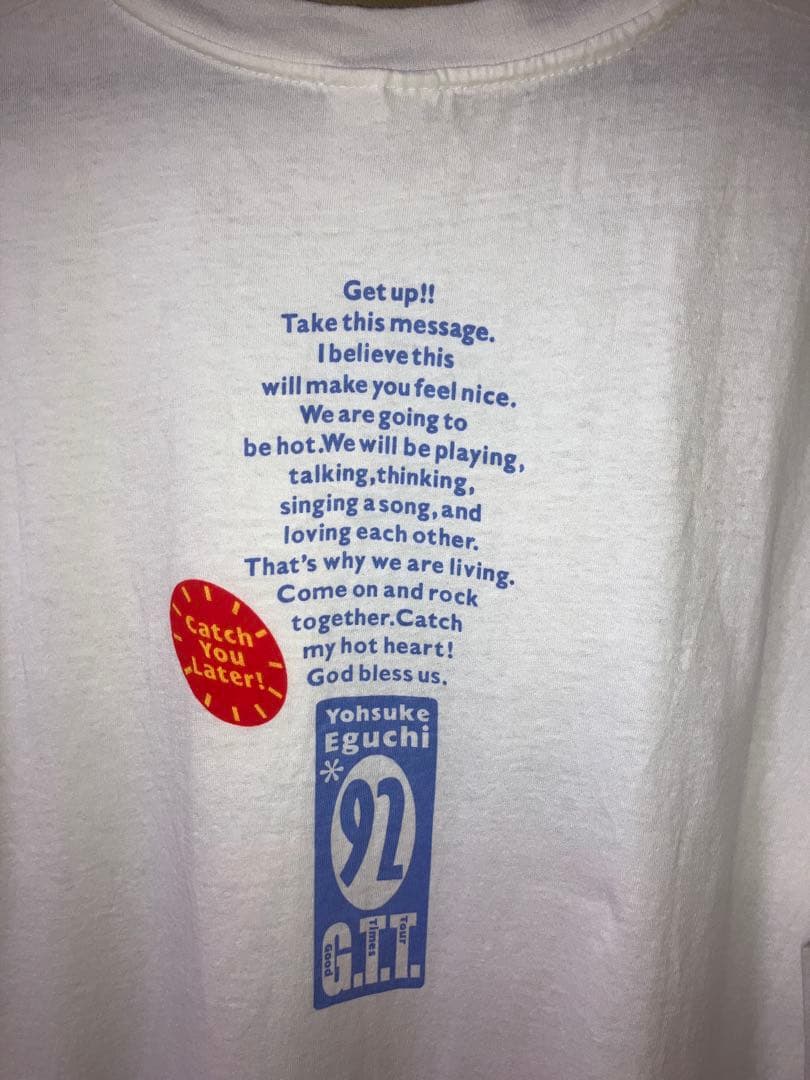 Get up!!
Take this message.
I believe this
will make you feel nice.
We are going to
be hot.We will be playing,
talking,thinking,
singing a song,and
loving each other.
That's why we are living.
Come on and rock
together.Catch
my hot heart!
God bless us.
Catch
You
Later!
Yohsuke
Eguchi
*92
G.T.T.
Good
Times
Tour